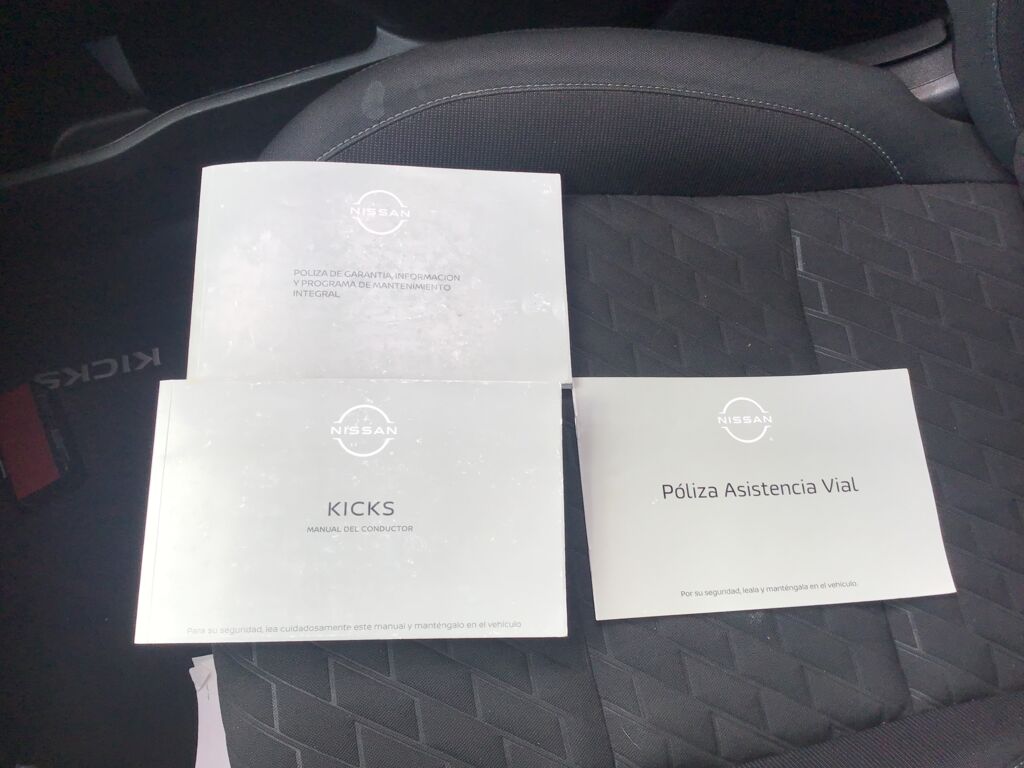 NISSAN
POLIZA DE GARANTIA, INFORMACION
Y PROGRAMA DE MANTENIMIENTO
INTEGRAL
NISSAN
KICKS
MANUAL DEL CONDUCTOR
Para su seguridad, lea cuidadosamente este manual y manténgalo en el vehículo
NISSAN
Póliza Asistencia Vial
Por su seguridad, leala y manténgala en el vehículo.
KICKS